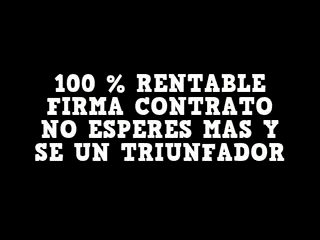 100 % RENTABLE
FIRMA CONTRATO
NO ESPERES MAS Y
SE UN TRIUNFADOR